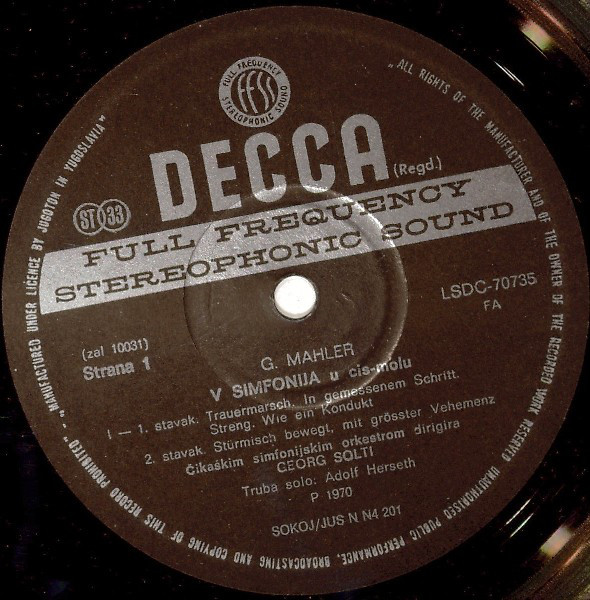 FULL FREQUENCY
FFSS
STEREOPHONIC SOUND
DECCA (Regd.)
ST 33
FULL FREQUENCY
STEREOPHONIC SOUND
LSDC-70735
FA
(zal 10031)
Strana 1
G. MAHLER
V SIMFONIJA u cis-molu
I — 1. stavak. Trauermarsch. In gemessenem Schritt.
Streng. Wie ein Kondukt
2. stavak. Stürmisch bewegt, mit grösster Vehemenz
Čikaškim simfonijskim orkestrom dirigira
GEORG SOLTI
Truba solo: Adolf Herseth
P 1970
SOKOJ/JUS N N4 201
„ALL RIGHTS OF THE MANUFACTURER AND OF THE OWNER OF THE RECORDED WORK RESERVED UNAUTHORISED PUBLIC PERFORMANCE, BROADCASTING AND COPYING OF THIS RECORD PROHIBITED" — „MANUFACTURED UNDER LICENCE BY JUGOTON IN YUGOSLAVIA"